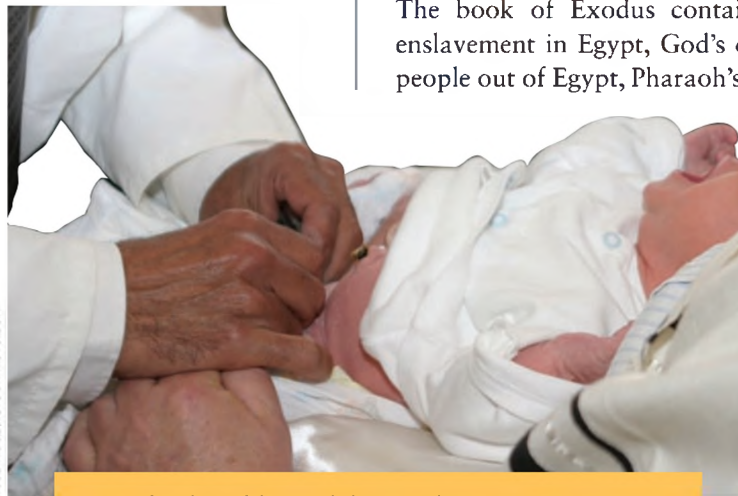 The book of Exodus contai
enslavement in Egypt, God's
people out of Egypt, Pharaoh's